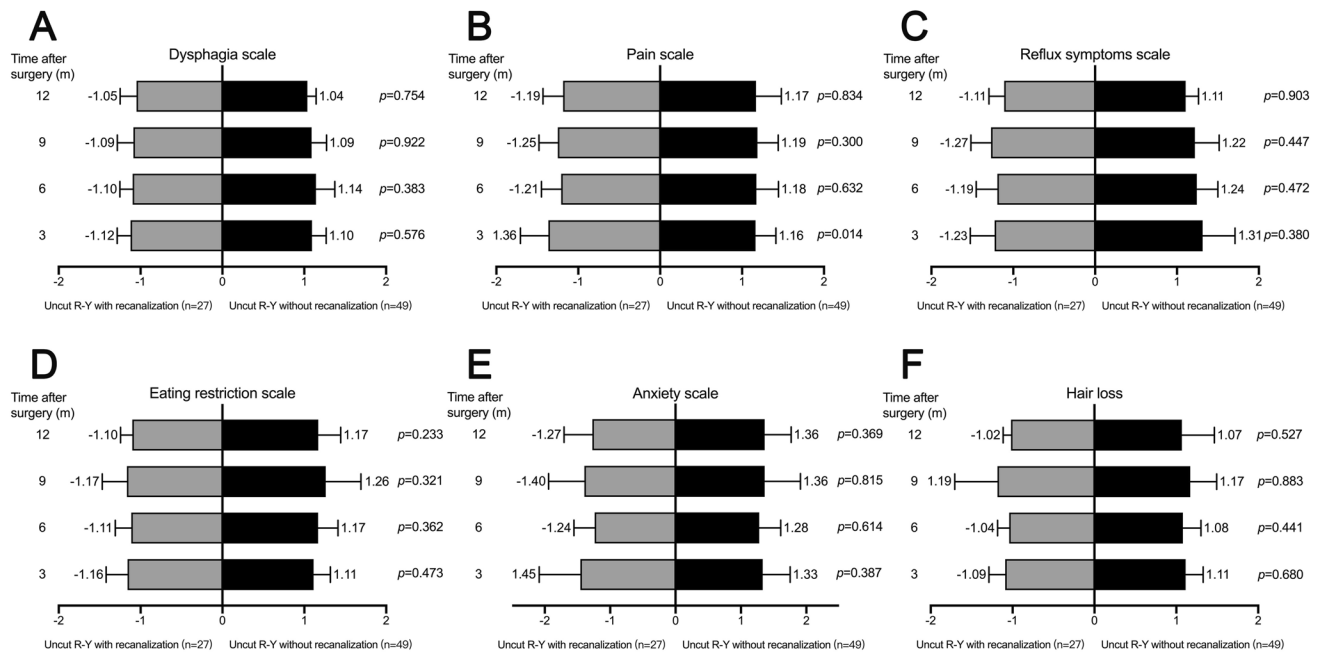 A
Time after
surgery (m)
Dysphagia scale
12 -1.05 1.04 p=0.754
9 -1.09 1.09 p=0.922
6 -1.10 1.14 p=0.383
3 -1.12 1.10 p=0.576
-2 -1 0 1 2
Uncut R-Y with recanalization (n=27) Uncut R-Y without recanalization (n=49)
B
Time after
surgery (m)
Pain scale
12 -1.19 1.17 p=0.834
9 -1.25 1.19 p=0.300
6 -1.21 1.18 p=0.632
3 1.36 1.16 p=0.014
-2 -1 0 1 2
Uncut R-Y with recanalization (n=27) Uncut R-Y without recanalization (n=49)
C
Time after
surgery (m)
Reflux symptoms scale
12 -1.11 1.11 p=0.903
9 -1.27 1.22 p=0.447
6 -1.19 1.24 p=0.472
3 -1.23 1.31 p=0.380
-2 -1 0 1 2
Uncut R-Y with recanalization (n=27) Uncut R-Y without recanalization (n=49)
D
Time after
surgery (m)
Eating restriction scale
12 -1.10 1.17 p=0.233
9 -1.17 1.26 p=0.321
6 -1.11 1.17 p=0.362
3 -1.16 1.11 p=0.473
-2 -1 0 1 2
Uncut R-Y with recanalization (n=27) Uncut R-Y without recanalization (n=49)
E
Time after
surgery (m)
Anxiety scale
12 -1.27 1.36 p=0.369
9 -1.40 1.36 p=0.815
6 -1.24 1.28 p=0.614
3 1.45 1.33 p=0.387
-2 -1 0 1 2
Uncut R-Y with recanalization (n=27) Uncut R-Y without recanalization (n=49)
F
Time after
surgery (m)
Hair loss
12 -1.02 1.07 p=0.527
9 1.19 1.17 p=0.883
6 -1.04 1.08 p=0.441
3 -1.09 1.11 p=0.680
-2 -1 0 1 2
Uncut R-Y with recanalization (n=27) Uncut R-Y without recanalization (n=49)